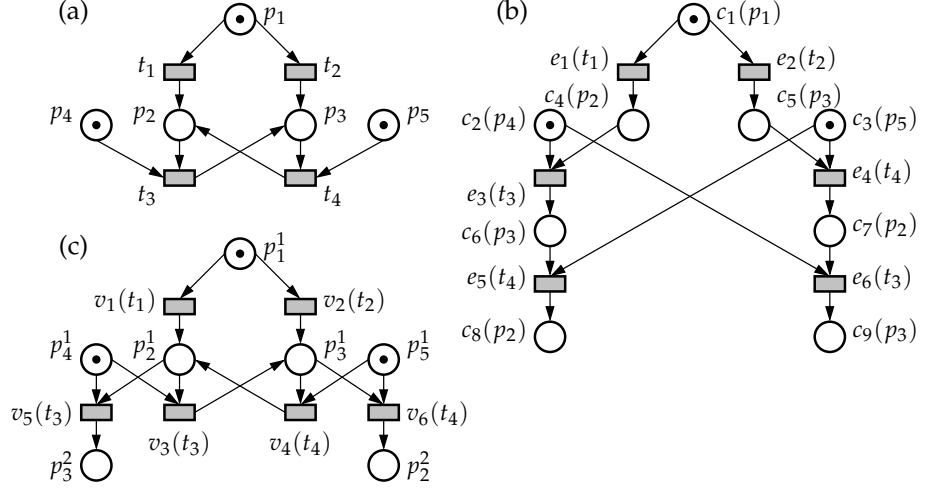 (a)
p₁
t₁
t₂
p₄
p₂
p₃
p₅
t₃
t₄
(b)
c₁(p₁)
e₁(t₁)
e₂(t₂)
c₄(p₂)
c₅(p₃)
c₂(p₄)
c₃(p₅)
e₃(t₃)
e₄(t₄)
c₆(p₃)
c₇(p₂)
e₅(t₄)
e₆(t₃)
c₈(p₂)
c₉(p₃)
(c)
p₁¹
v₁(t₁)
v₂(t₂)
p₄¹
p₂¹
p₃¹
p₅¹
v₅(t₃)
v₆(t₄)
v₃(t₃)
v₄(t₄)
p₃²
p₂²